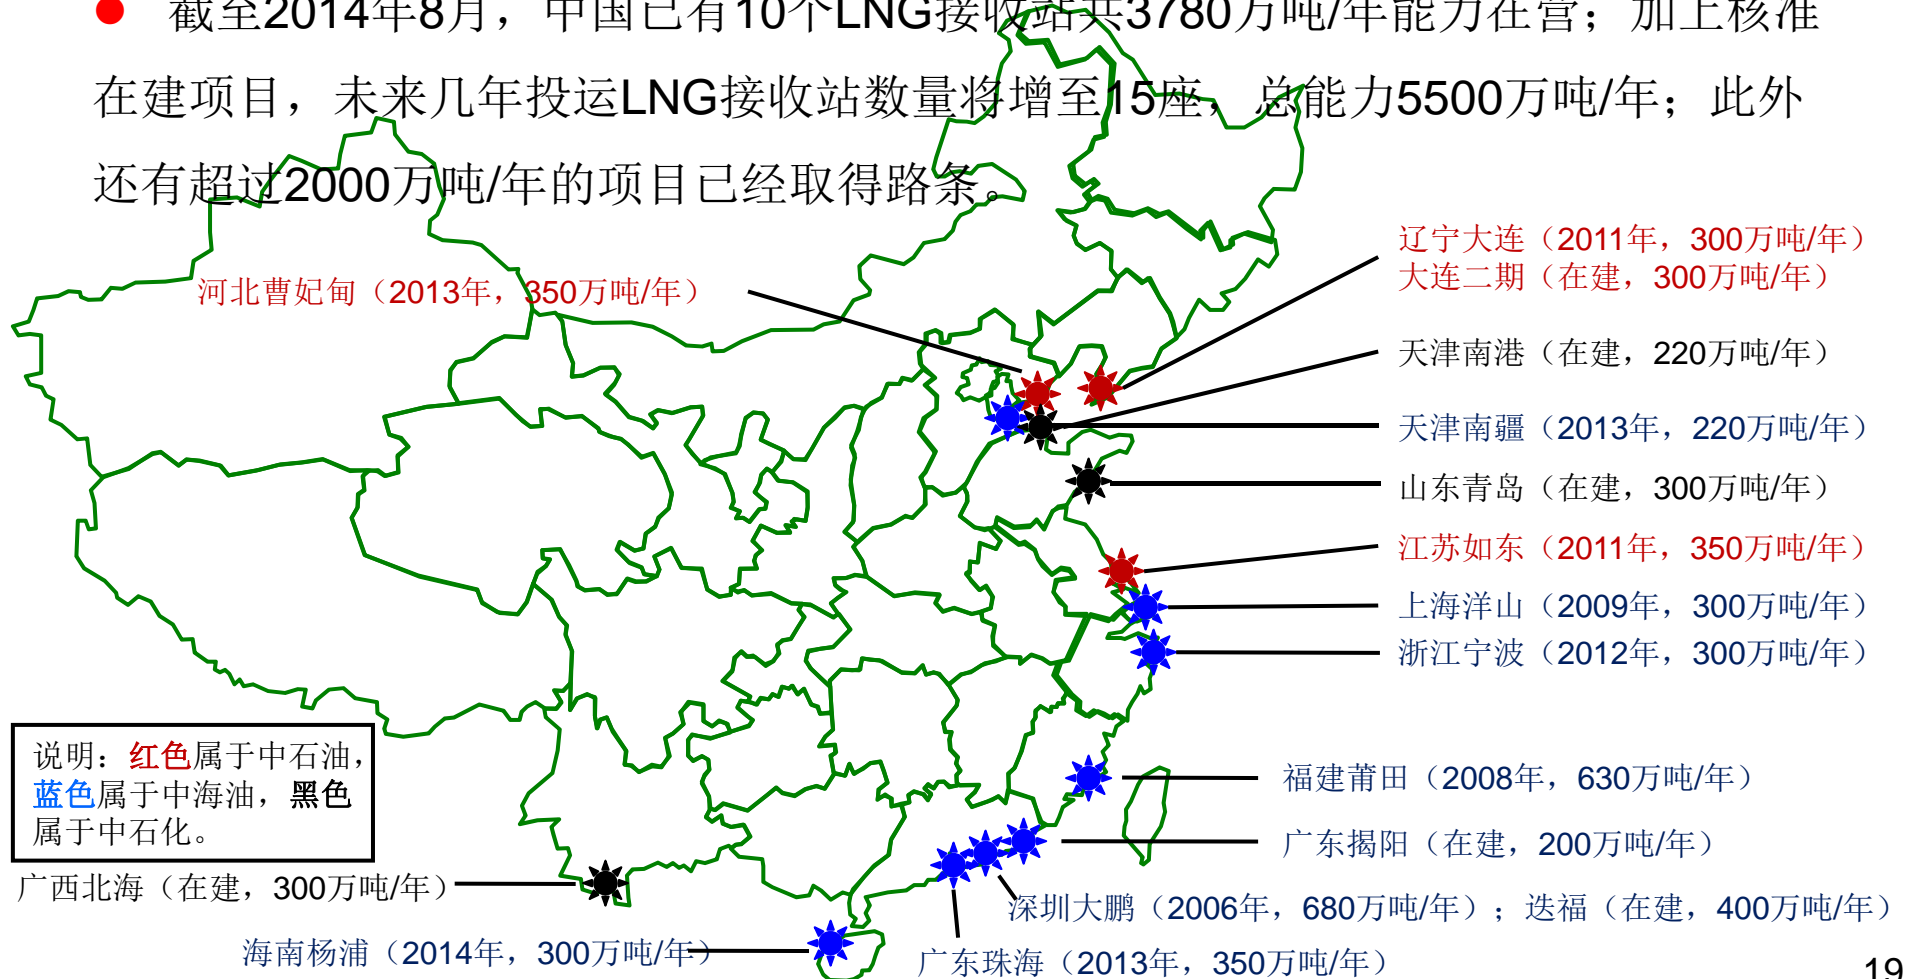 ● 截至2014年8月，中国已有10个LNG接收站共3780万吨/年能力在营；加上核准
在建项目，未来几年投运LNG接收站数量将增至15座，总能力5500万吨/年；此外
还有超过2000万吨/年的项目已经取得路条。
辽宁大连（2011年，300万吨/年）
大连二期（在建，300万吨/年）
河北曹妃甸（2013年，350万吨/年）
天津南港（在建，220万吨/年）
天津南疆（2013年，220万吨/年）
山东青岛（在建，300万吨/年）
江苏如东（2011年，350万吨/年）
上海洋山（2009年，300万吨/年）
浙江宁波（2012年，300万吨/年）
说明：红色属于中石油，
蓝色属于中海油，黑色
属于中石化。
福建莆田（2008年，630万吨/年）
广东揭阳（在建，200万吨/年）
广西北海（在建，300万吨/年）
深圳大鹏（2006年，680万吨/年）；迭福（在建，400万吨/年）
海南杨浦（2014年，300万吨/年）
广东珠海（2013年，350万吨/年）
19